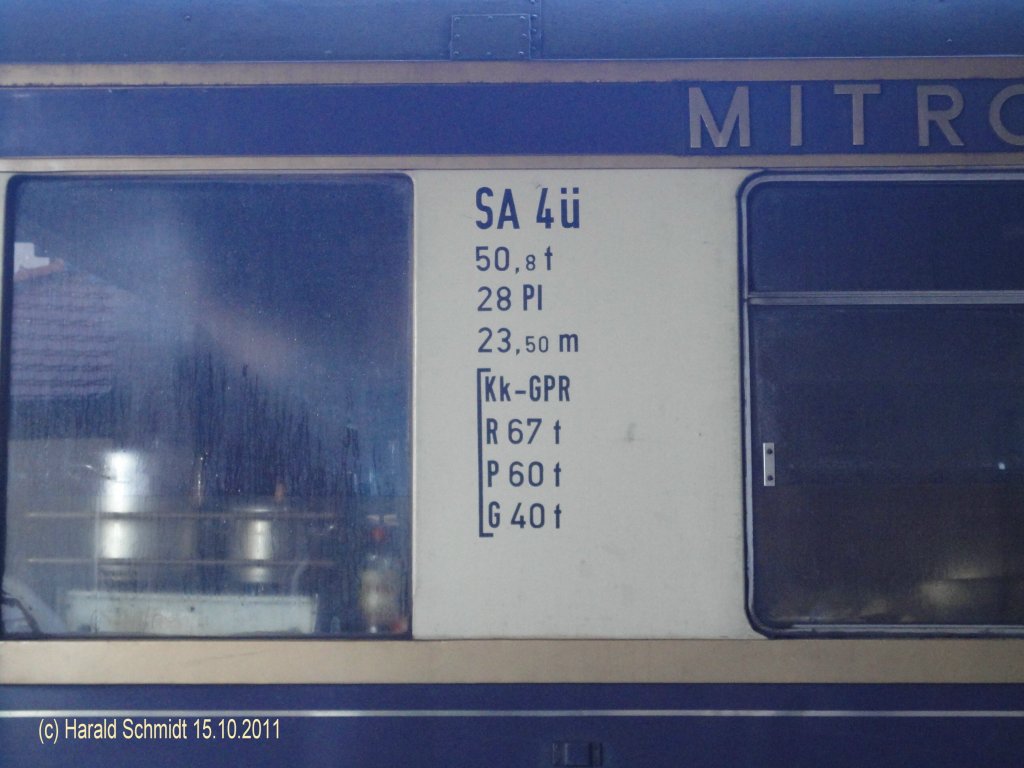 MITRO
SA 4ü
50,8 t
28 Pl
23,50 m
Kk-GPR
R 67 t
P 60 t
G 40 t
(c) Harald Schmidt 15.10.2011